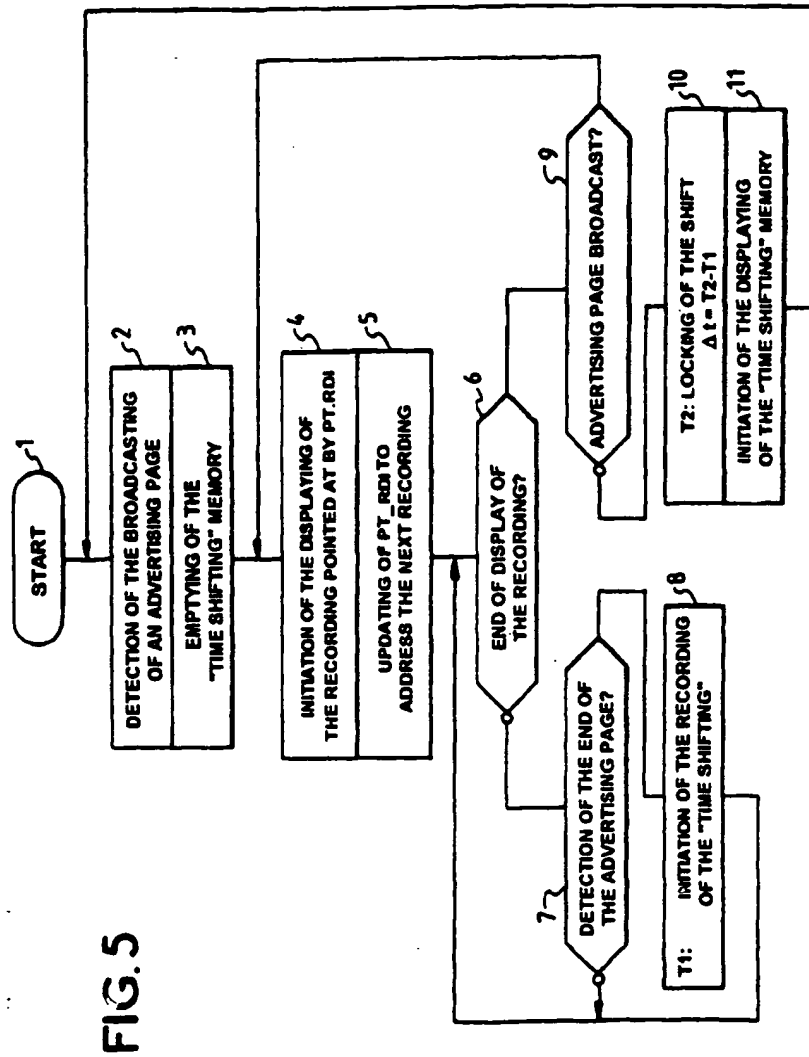 FIG.5
START
1
DETECTION OF THE BROADCASTING
OF AN ADVERTISING PAGE
2
EMPTYING OF THE
"TIME SHIFTING" MEMORY
3
INITIATION OF THE DISPLAYING OF
THE RECORDING POINTED AT BY PT.RDI
4
UPDATING OF PT_RDI TO
ADDRESS THE NEXT RECORDING
5
END OF DISPLAY OF
THE RECORDING?
6
DETECTION OF THE END OF
THE ADVERTISING PAGE?
7
T1: INITIATION OF THE RECORDING
OF THE "TIME SHIFTING"
8
ADVERTISING PAGE BROADCAST?
9
T2: LOCKING OF THE SHIFT
Δt = T2-T1
10
INITIATION OF THE DISPLAYING
OF THE "TIME SHIFTING" MEMORY
11